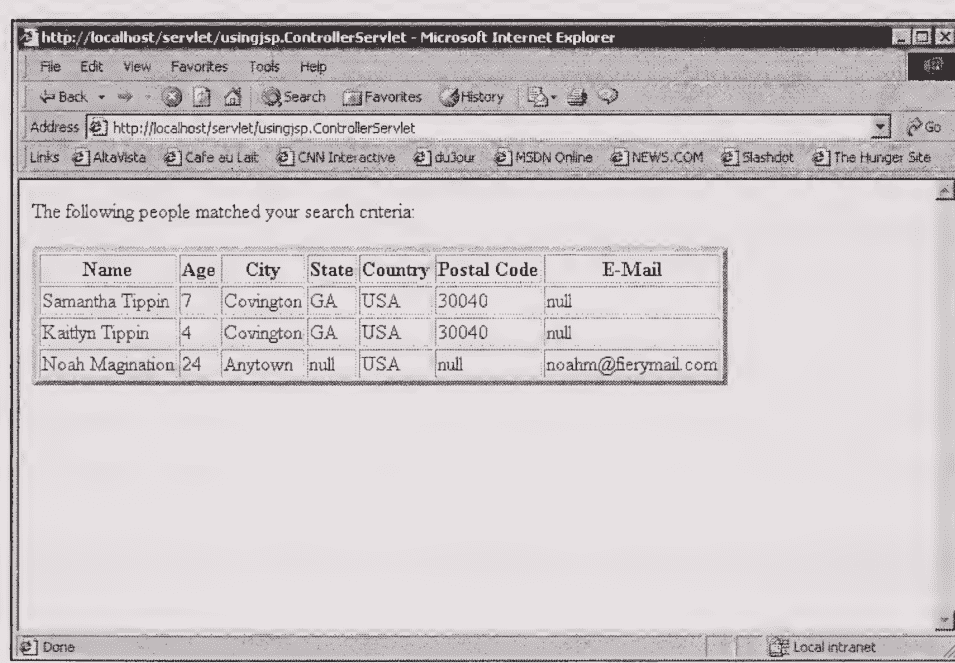 http://localhost/servlet/usingjsp.ControllerServlet - Microsoft Internet Explorer
File Edit View Favorites Tools Help
Back Search Favorites History
Address http://localhost/servlet/usingjsp.ControllerServlet Go
Links AltaVista Cafe au Lait CNN Interactive duJour MSDN Online NEWS.COM Slashdot The Hunger Site
The following people matched your search criteria:
Name Age City State Country Postal Code E-Mail
Samantha Tippin 7 Covington GA USA 30040 null
Kaitlyn Tippin 4 Covington GA USA 30040 null
Noah Magination 24 Anytown null USA null noahm@fierymail.com
Done Local intranet